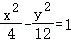 x²/4 − y²/12 = 1